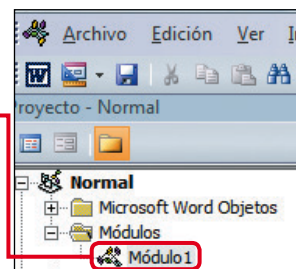 Archivo Edición Ver
royecto - Normal
Normal
Microsoft Word Objetos
Módulos
Módulo1